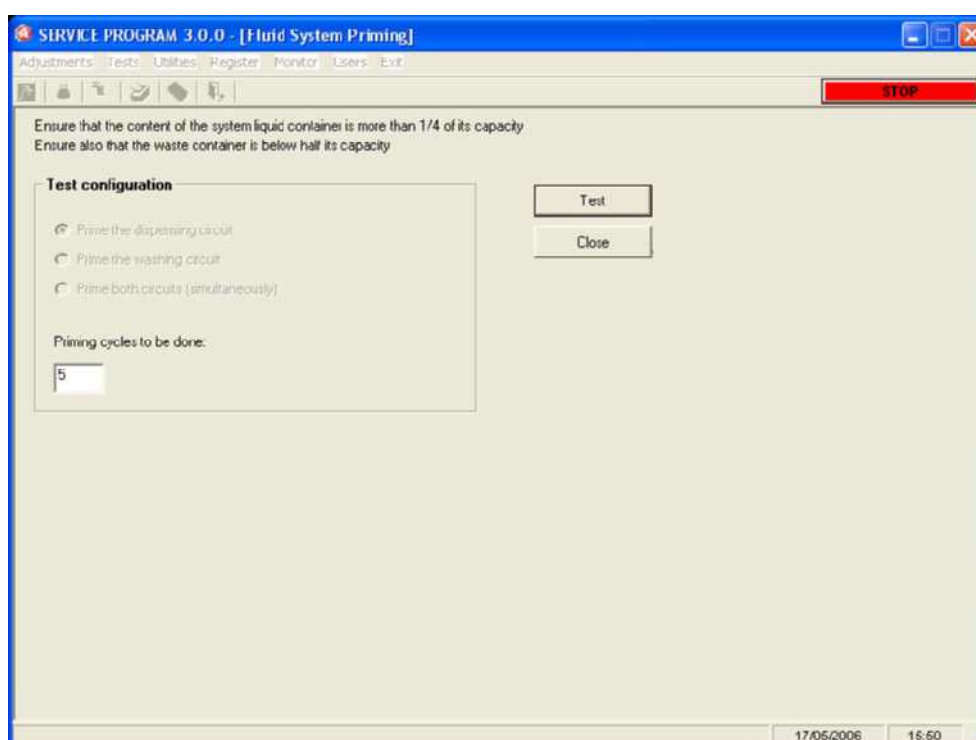 SERVICE PROGRAM 3.0.0 - [Fluid System Priming]
Adjustments Tests Utilities Register Monitor Users Exit
STOP
Ensure that the content of the system liquid container is more than 1/4 of its capacity
Ensure also that the waste container is below half its capacity
Test configuration
Prime the dispensing circuit
Prime the washing circuit
Prime both circuits (simultaneously)
Priming cycles to be done:
5
Test
Close
17/05/2006 15:50